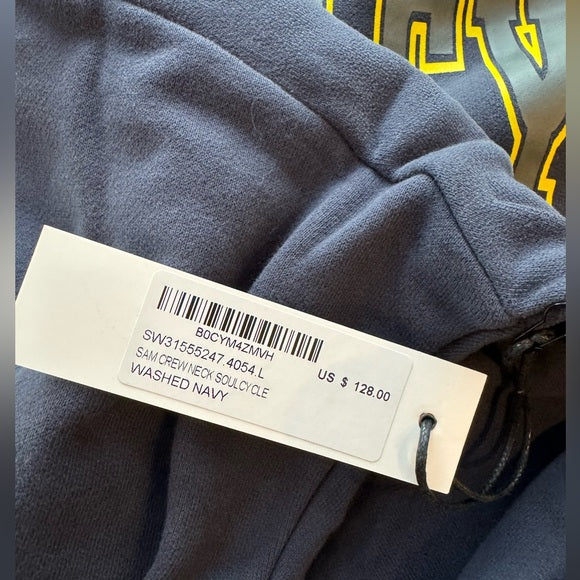 B0CYM4ZMVH
SW31555247.4054.L
SAM CREW NECK SOULCYCLE
WASHED NAVY
US $ 128.00